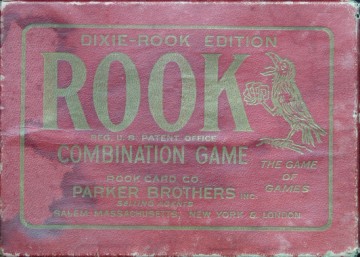 DIXIE-ROOK EDITION
ROOK
REG. U. S. PATENT OFFICE
COMBINATION GAME
ROOK CARD CO.
PARKER BROTHERS INC.
SELLING AGENTS
SALEM MASSACHUSETTS, NEW YORK & LONDON
THE GAME
OF
GAMES